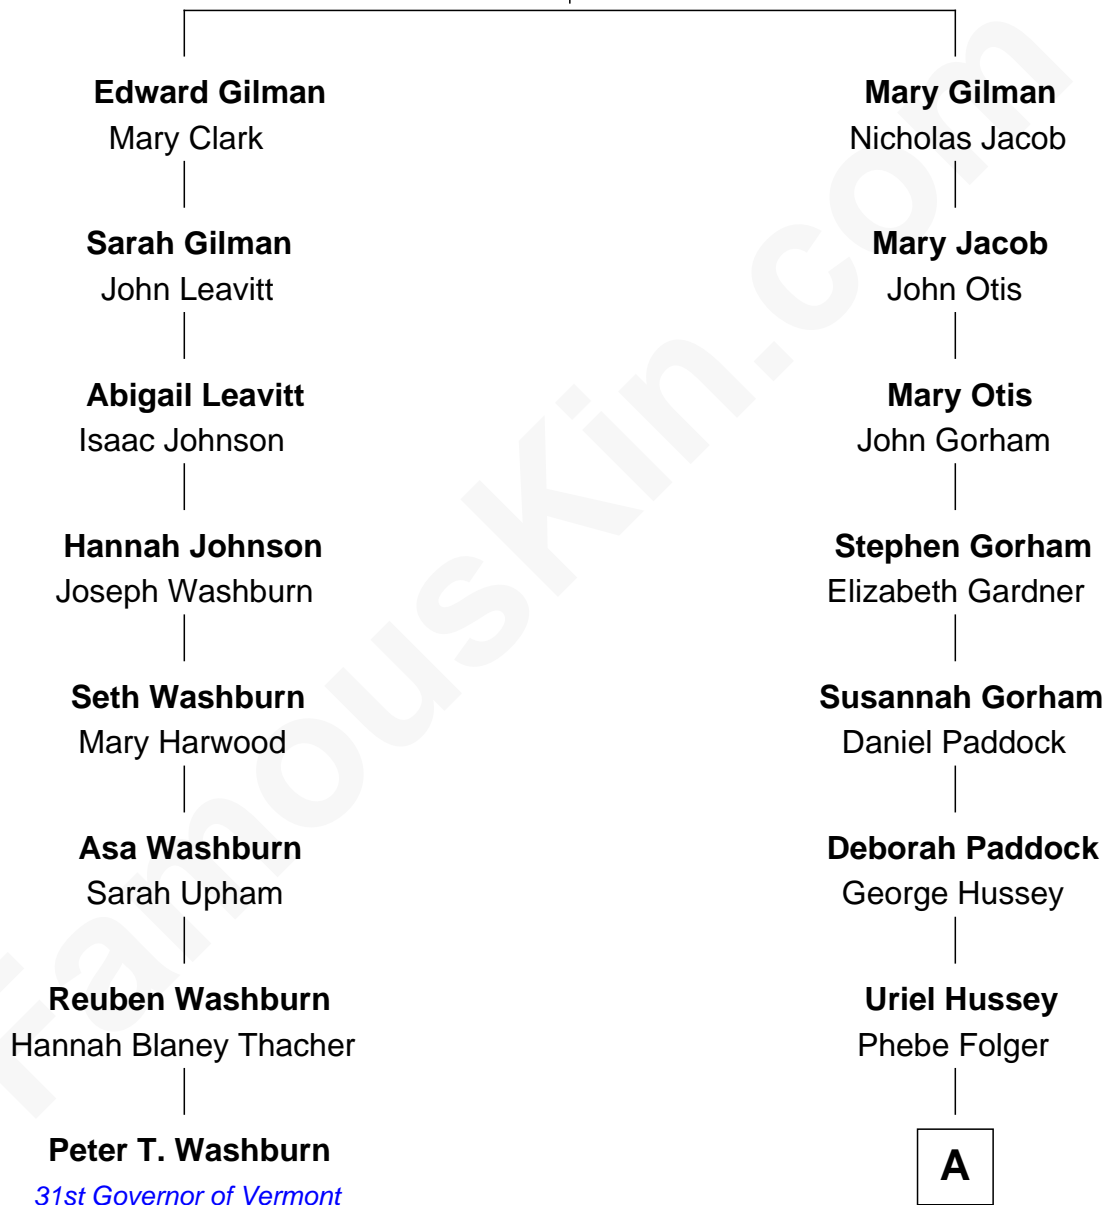 Edward Gilman
Mary Clark
Sarah Gilman
John Leavitt
Abigail Leavitt
Isaac Johnson
Hannah Johnson
Joseph Washburn
Seth Washburn
Mary Harwood
Asa Washburn
Sarah Upham
Reuben Washburn
Hannah Blaney Thacher
Peter T. Washburn
31st Governor of Vermont
Mary Gilman
Nicholas Jacob
Mary Jacob
John Otis
Mary Otis
John Gorham
Stephen Gorham
Elizabeth Gardner
Susannah Gorham
Daniel Paddock
Deborah Paddock
George Hussey
Uriel Hussey
Phebe Folger
A
FamousKin.com